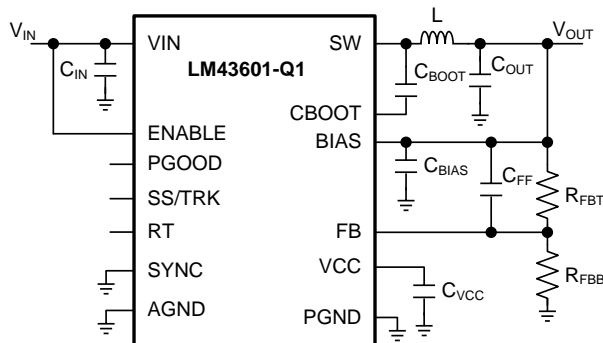 VIN
VIN
SW
L
VOUT
CIN
LM43601-Q1
CBOOT
COUT
CBOOT
ENABLE
BIAS
PGOOD
CBIAS
CFF
RFBT
SS/TRK
RT
FB
SYNC
VCC
RFBB
CVCC
AGND
PGND